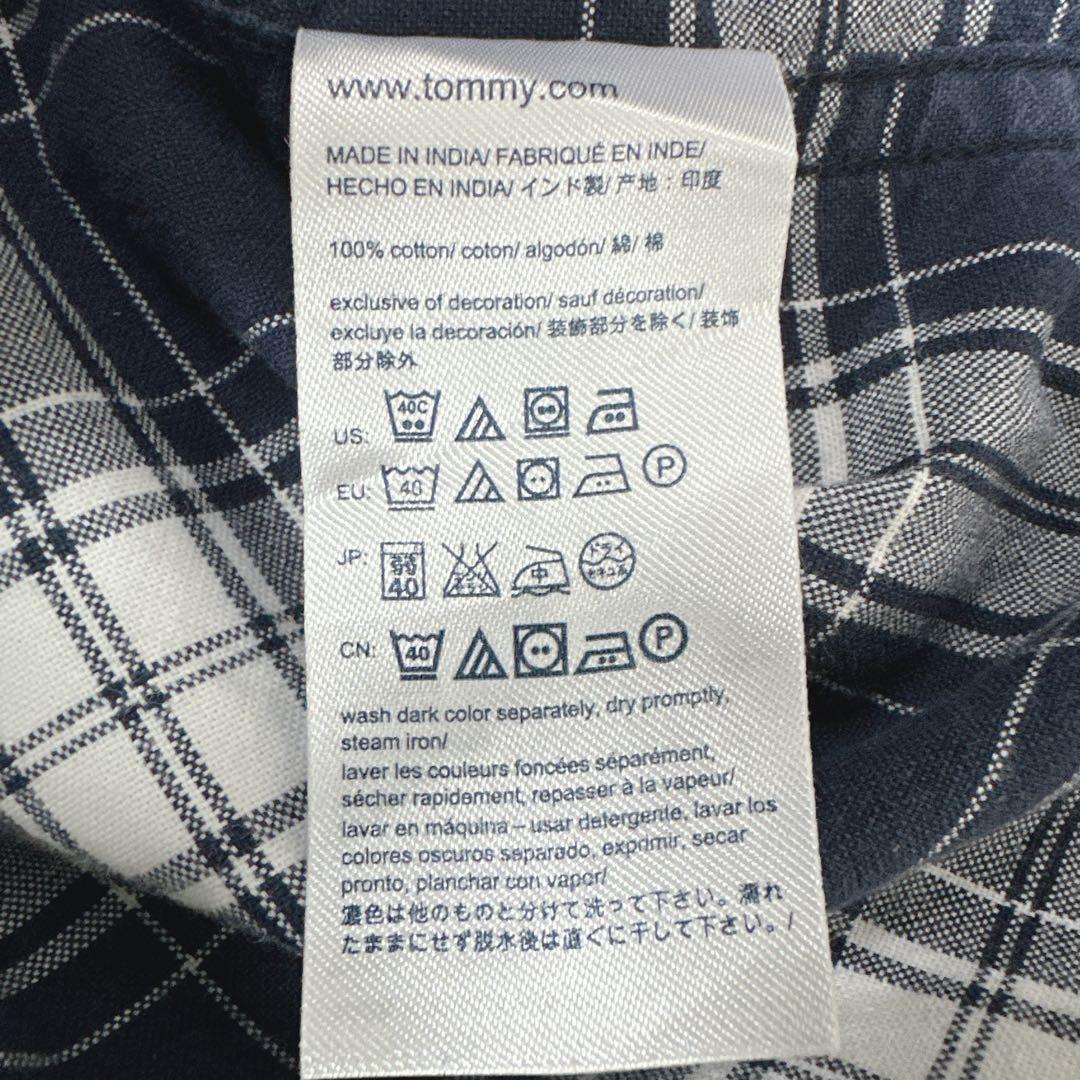 www.tommy.com
MADE IN INDIA/ FABRIQUÉ EN INDE/
HECHO EN INDIA/ インド製/ 产地：印度
100% cotton/ coton/ algodón/ 綿/ 棉
exclusive of decoration/ sauf décoration/
excluye la decoración/ 装飾部分を除く/ 装饰
部分除外
US: 40C
EU: 40 P
JP: 40 中 ドライ
CN: 40 P
wash dark color separately, dry promptly,
steam iron/
laver les couleurs foncées séparément,
sécher rapidement, repasser à la vapeur/
lavar en máquina – usar detergente, lavar los
colores oscuros separado, exprimir, secar
pronto, planchar con vapor/
濃色は他のものと分けて洗って下さい。濡れ
たままにせず脱水後は直ぐに干して下さい。/